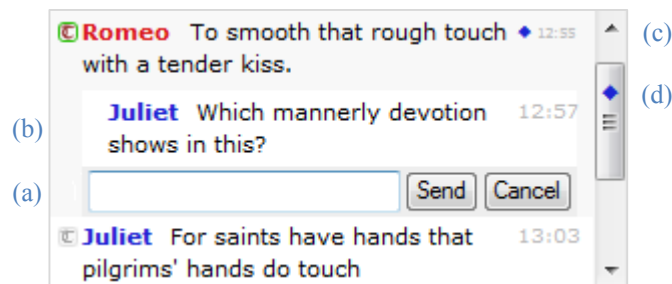 Romeo To smooth that rough touch 12:55 (c)
with a tender kiss.
(d)
Juliet Which mannerly devotion 12:57
(b)
shows in this?
(a) Send Cancel
Juliet For saints have hands that 13:03
pilgrims' hands do touch